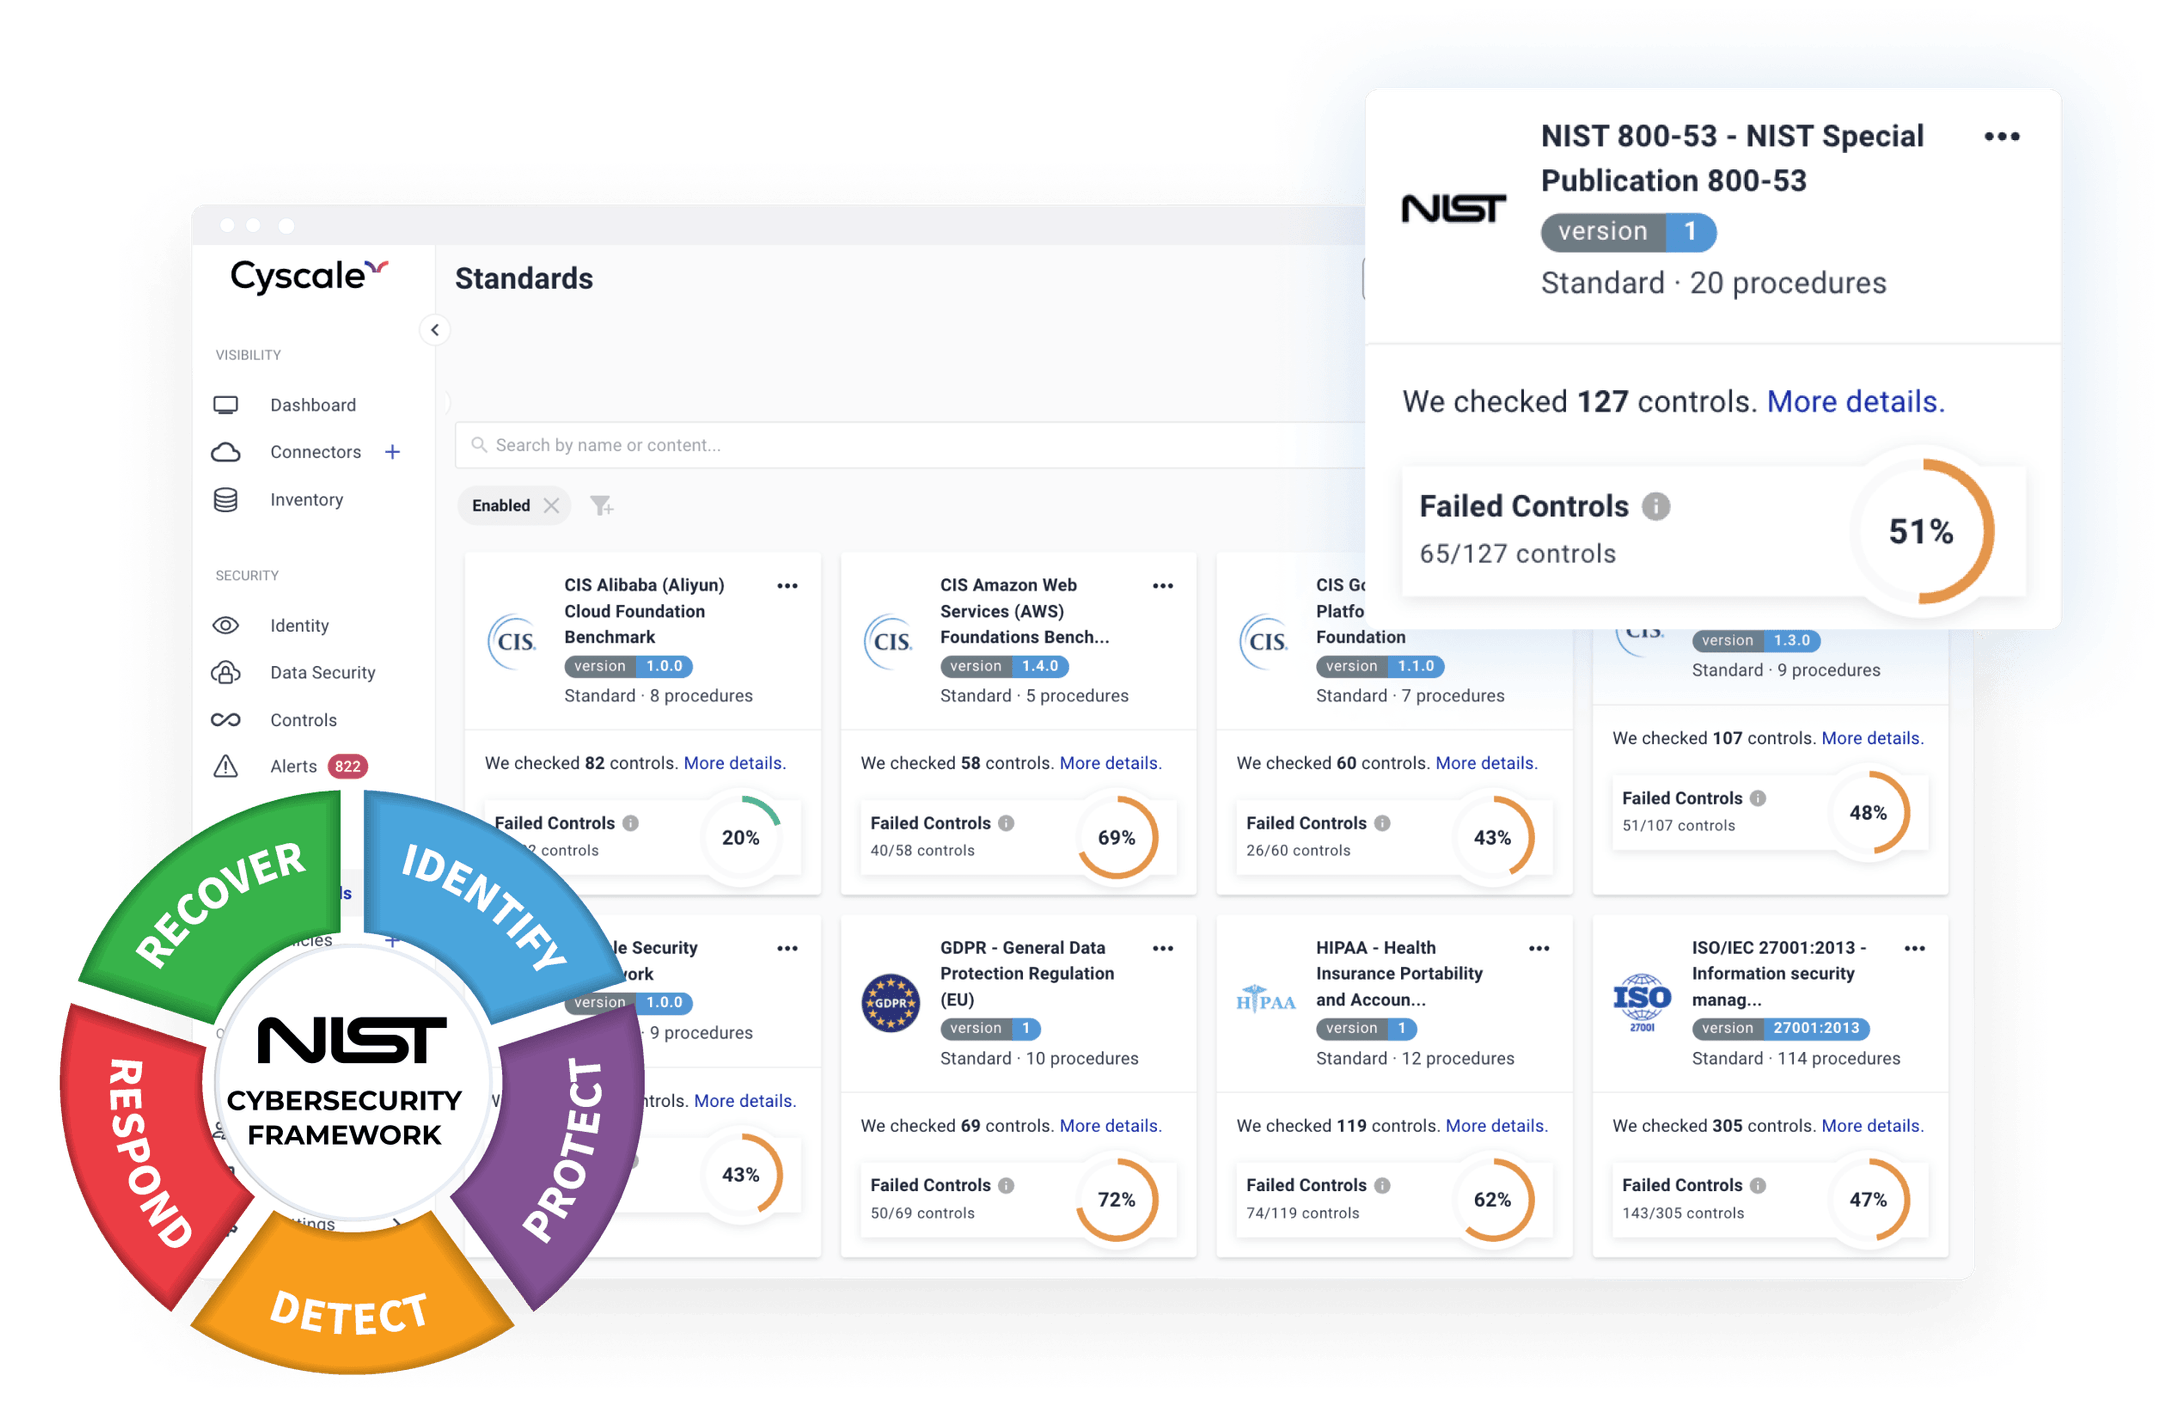 Cyscale
VISIBILITY
Dashboard
Connectors +
Inventory
SECURITY
Identity
Data Security
Controls
Alerts 822
Standards
Search by name or content...
Enabled
NIST
NIST 800-53 - NIST Special
Publication 800-53
version 1
Standard · 20 procedures
We checked 127 controls. More details.
Failed Controls
65/127 controls
51%
CIS.
CIS Alibaba (Aliyun)
Cloud Foundation
Benchmark
version 1.0.0
Standard · 8 procedures
We checked 82 controls. More details.
Failed Controls
controls
20%
CIS.
CIS Amazon Web
Services (AWS)
Foundations Bench...
version 1.4.0
Standard · 5 procedures
We checked 58 controls. More details.
Failed Controls
40/58 controls
69%
CIS.
CIS
Foundation
version 1.1.0
Standard · 7 procedures
We checked 60 controls. More details.
Failed Controls
26/60 controls
43%
CIS.
version 1.3.0
Standard · 9 procedures
We checked 107 controls. More details.
Failed Controls
51/107 controls
48%
Security
version 1.0.0
· 9 procedures
More details.
43%
GDPR
GDPR - General Data
Protection Regulation
(EU)
version 1
Standard · 10 procedures
We checked 69 controls. More details.
Failed Controls
50/69 controls
72%
HIPAA
HIPAA - Health
Insurance Portability
and Accoun...
version 1
Standard · 12 procedures
We checked 119 controls. More details.
Failed Controls
74/119 controls
62%
ISO
27001
ISO/IEC 27001:2013 -
Information security
manag...
version 27001:2013
Standard · 114 procedures
We checked 305 controls. More details.
Failed Controls
143/305 controls
47%
RECOVER
IDENTIFY
PROTECT
DETECT
RESPOND
NIST
CYBERSECURITY
FRAMEWORK